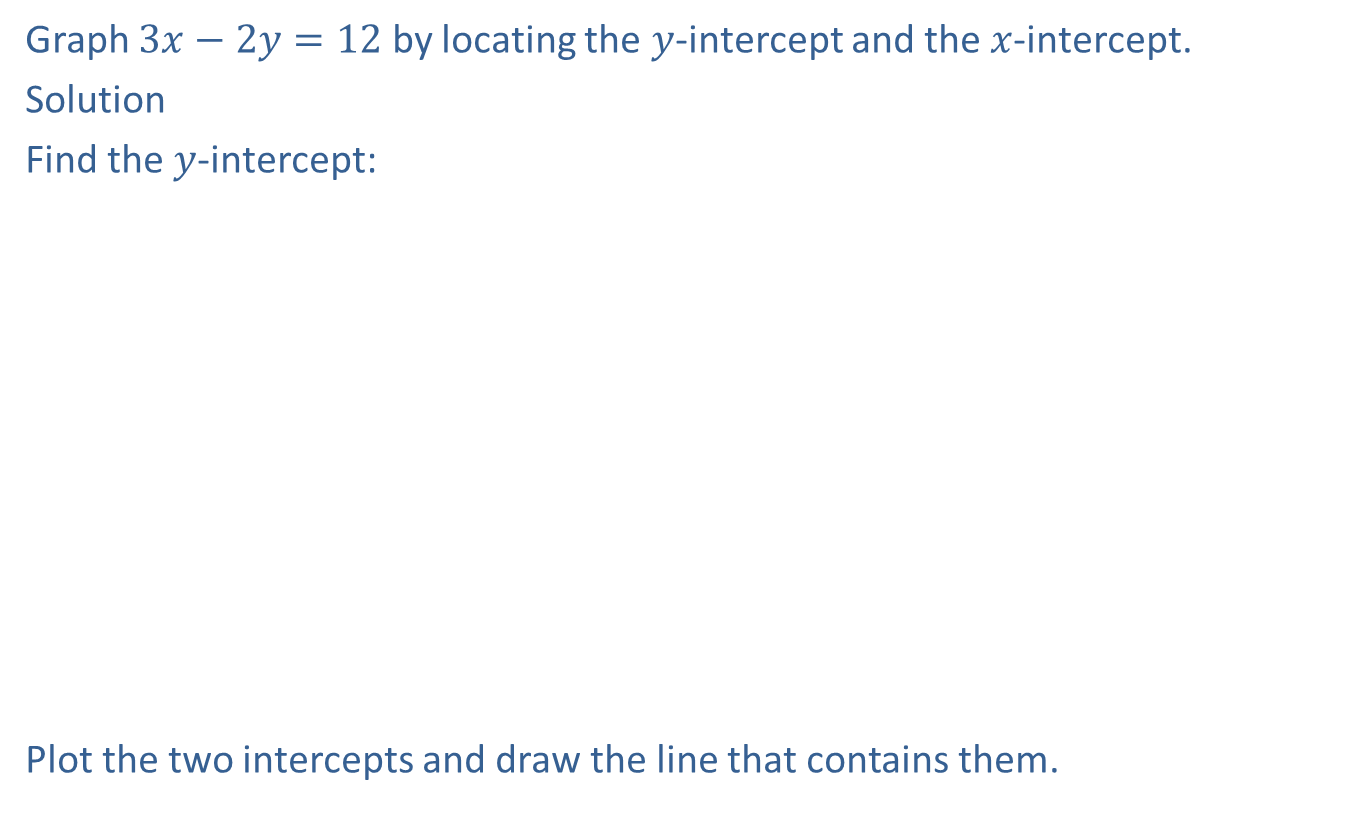 Graph 3𝑥 − 2𝑦 = 12 by locating the 𝑦-intercept and the 𝑥-intercept.
Solution
Find the 𝑦-intercept:
Plot the two intercepts and draw the line that contains them.